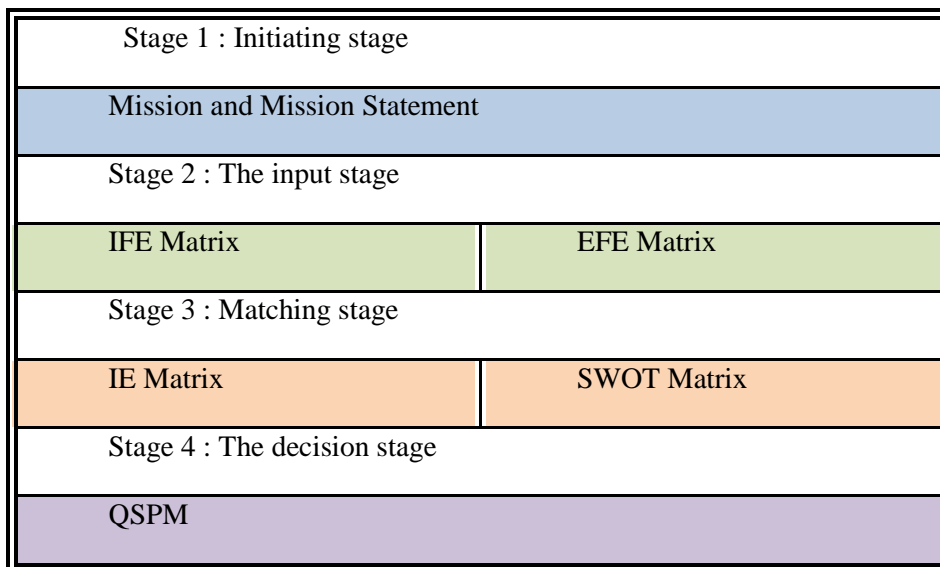 Stage 1 : Initiating stage
Mission and Mission Statement
Stage 2 : The input stage
IFE Matrix
EFE Matrix
Stage 3 : Matching stage
IE Matrix
SWOT Matrix
Stage 4 : The decision stage
QSPM